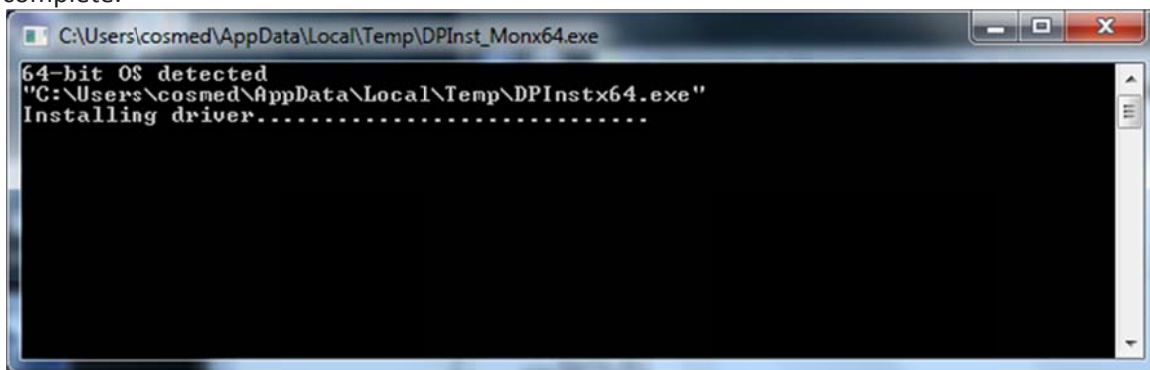 complete.
C:\Users\cosmed\AppData\Local\Temp\DPInst_Monx64.exe
64-bit OS detected
"C:\Users\cosmed\AppData\Local\Temp\DPInstx64.exe"
Installing driver.............................